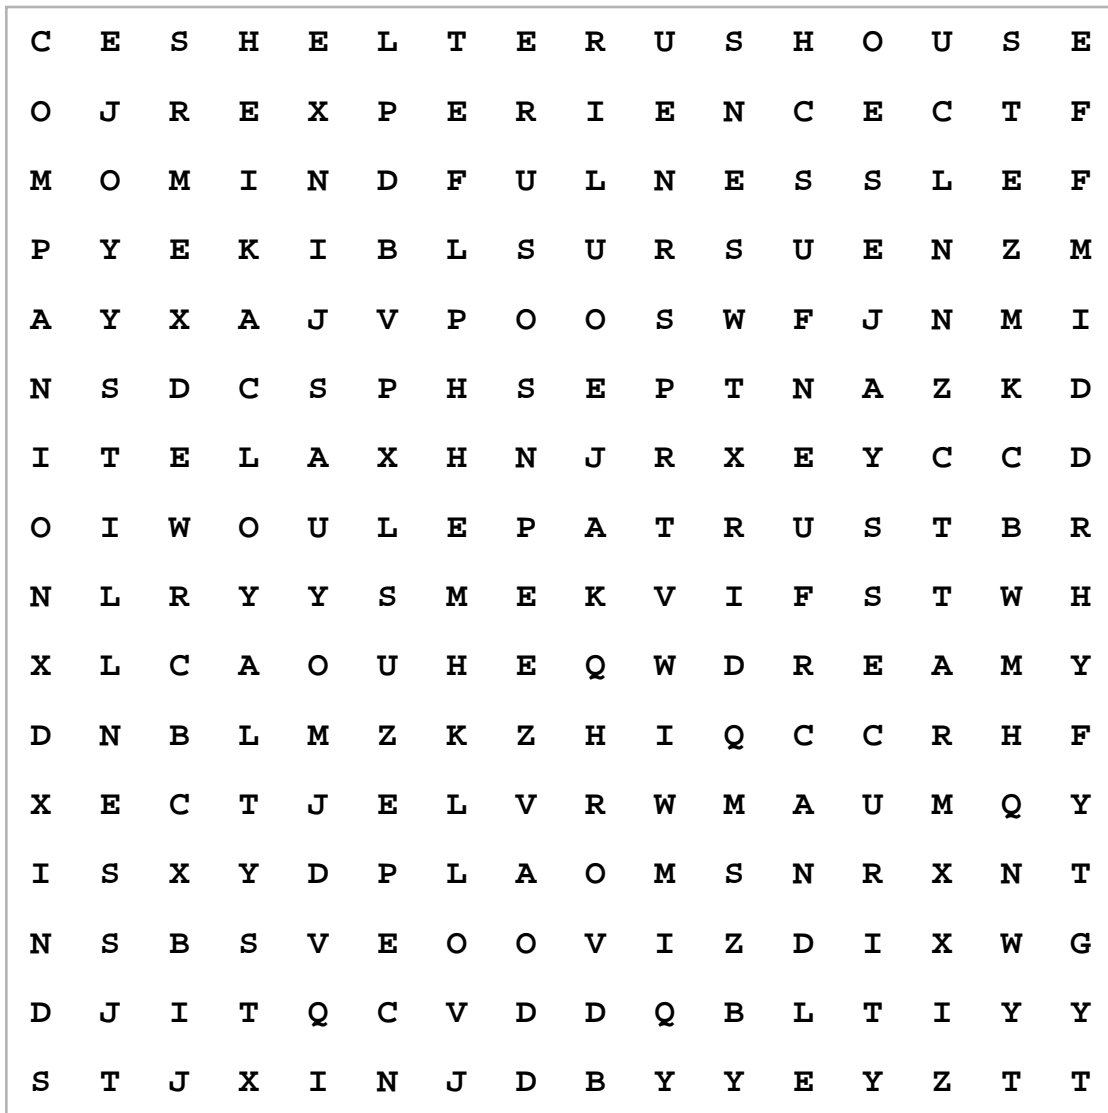 C E S H E L T E R U S H O U S E
O J R E X P E R I E N C E C T F
M O M I N D F U L N E S S L E F
P Y E K I B L S U R S U E N Z M
A Y X A J V P O O S W F J N M I
N S D C S P H S E P T N A Z K D
I T E L A X H N J R X E Y C C D
O I W O U L E P A T R U S T B R
N L R Y Y S M E K V I F S T W H
X L C A O U H E Q W D R E A M Y
D N B L M Z K Z H I Q C C R H F
X E C T J E L V R W M A U M Q Y
I S X Y D P L A O M S N R X N T
N S B S V E O O V I Z D I X W G
D J I T Q C V D D Q B L T I Y Y
S T J X I N J D B Y Y E Y Z T T